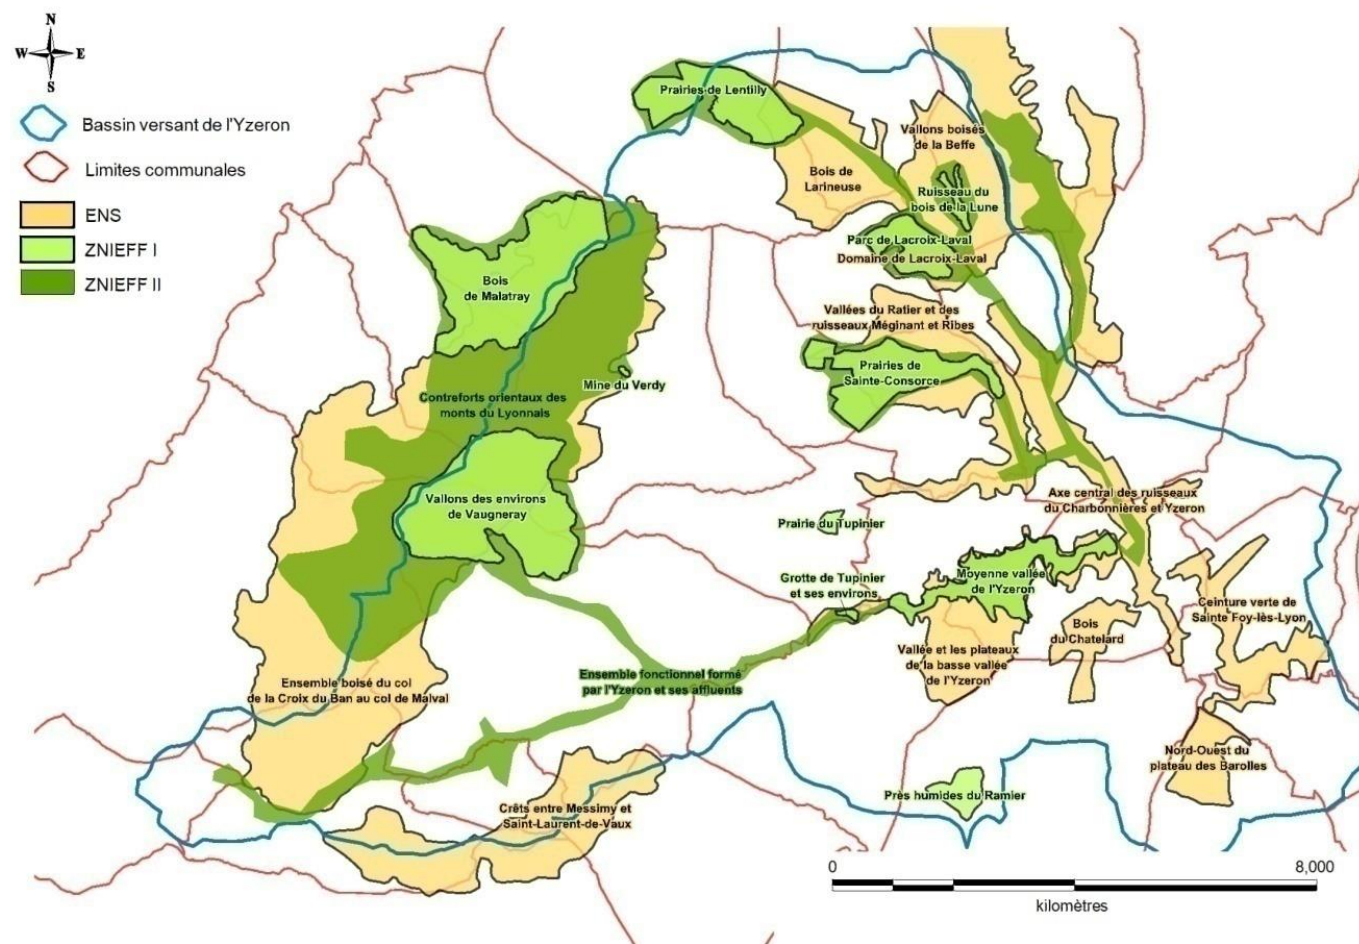 N
W E
S
Bassin versant de l'Yzeron
Limites communales
ENS
ZNIEFF I
ZNIEFF II
Prairies de Lentilly
Vallons boisés
de la Beffe
Bois de
Larineuse
Ruisseau du
bois de la Lune
Parc de Lacroix-Laval
Domaine de Lacroix-Laval
Bois
de Malatray
Vallées du Ratier et des
ruisseaux Méginant et Ribes
Prairies de
Sainte-Consorce
Mine du Verdy
Contreforts orientaux des
monts du Lyonnais
Vallons des environs
de Vaugneray
Axe central des ruisseaux
du Charbonnières et Yzeron
Prairie du Tupinier
Grotte de Tupinier
et ses environs
Moyenne vallée
de l'Yzeron
Ceinture verte de
Sainte Foy-lès-Lyon
Bois
du Chatelard
Vallée et les plateaux
de la basse vallée
de l'Yzeron
Ensemble fonctionnel formé
par l'Yzeron et ses affluents
Ensemble boisé du col
de la Croix du Ban au col de Malval
Nord-Ouest du
plateau des Barolles
Près humides du Ramier
Crêts entre Messimy et
Saint-Laurent-de-Vaux
0 8,000
kilomètres